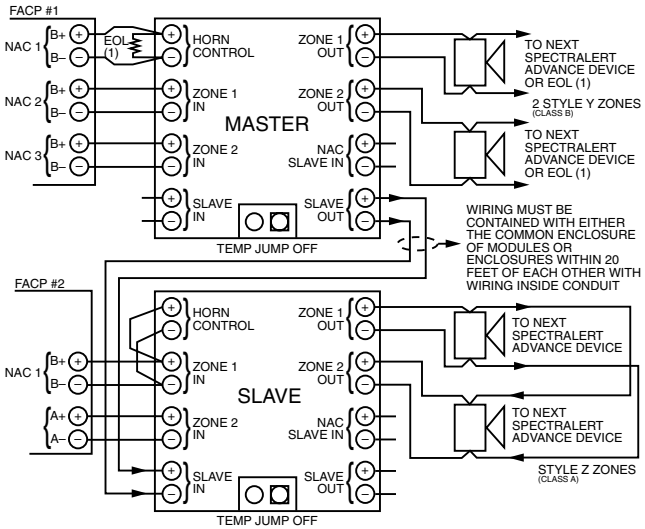 FACP #1
NAC 1
B+ +
B– –
EOL
(1)
+ HORN
– CONTROL
NAC 2
B+ +
B– –
+ ZONE 1
– IN
NAC 3
B+ +
B– –
+ ZONE 2
– IN
+ SLAVE
– IN
MASTER
ZONE 1 +
OUT –
ZONE 2 +
OUT –
NAC +
SLAVE IN –
SLAVE +
OUT –
TEMP JUMP OFF
TO NEXT
SPECTRALERT
ADVANCE DEVICE
OR EOL (1)
2 STYLE Y ZONES
(CLASS B)
TO NEXT
SPECTRALERT
ADVANCE DEVICE
OR EOL (1)
WIRING MUST BE
CONTAINED WITH EITHER
THE COMMON ENCLOSURE
OF MODULES OR
ENCLOSURES WITHIN 20
FEET OF EACH OTHER WITH
WIRING INSIDE CONDUIT
FACP #2
NAC 1
B+ +
B– –
A+ +
A– –
+ HORN
– CONTROL
+ ZONE 1
– IN
+ ZONE 2
– IN
+ SLAVE
– IN
SLAVE
ZONE 1 +
OUT –
ZONE 2 +
OUT –
NAC +
SLAVE IN –
SLAVE +
OUT –
TEMP JUMP OFF
TO NEXT
SPECTRALERT
ADVANCE DEVICE
TO NEXT
SPECTRALERT
ADVANCE DEVICE
STYLE Z ZONES
(CLASS A)